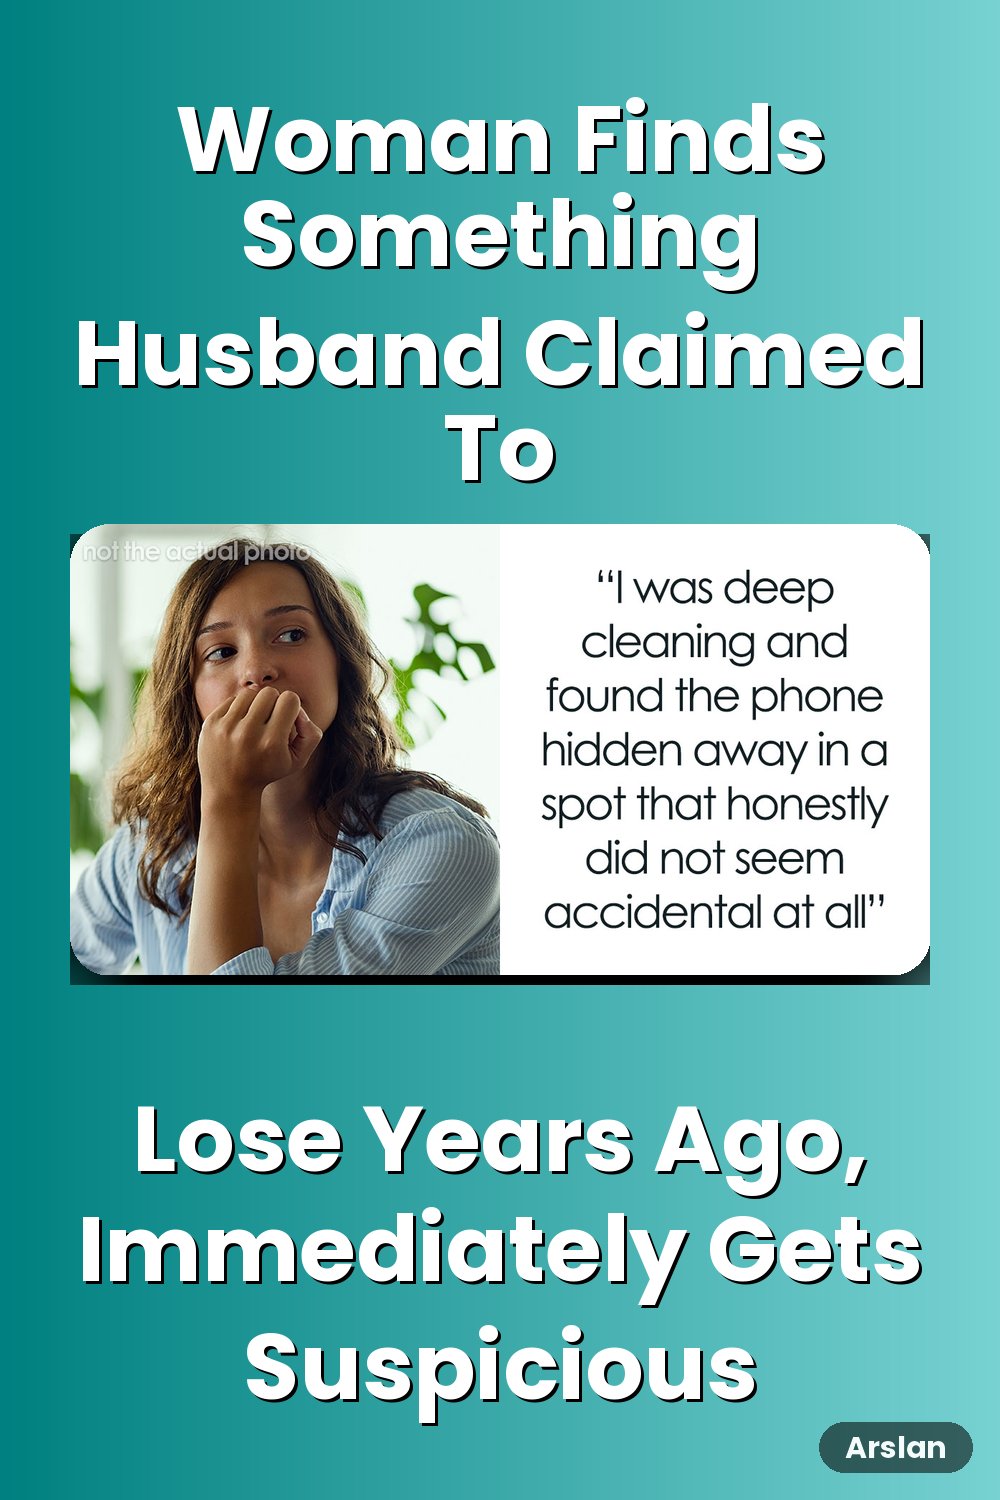 Woman Finds
Something
Husband Claimed
To
not the actual photo
“I was deep
cleaning and
found the phone
hidden away in a
spot that honestly
did not seem
accidental at all”
Lose Years Ago,
Immediately Gets
Suspicious
Arslan